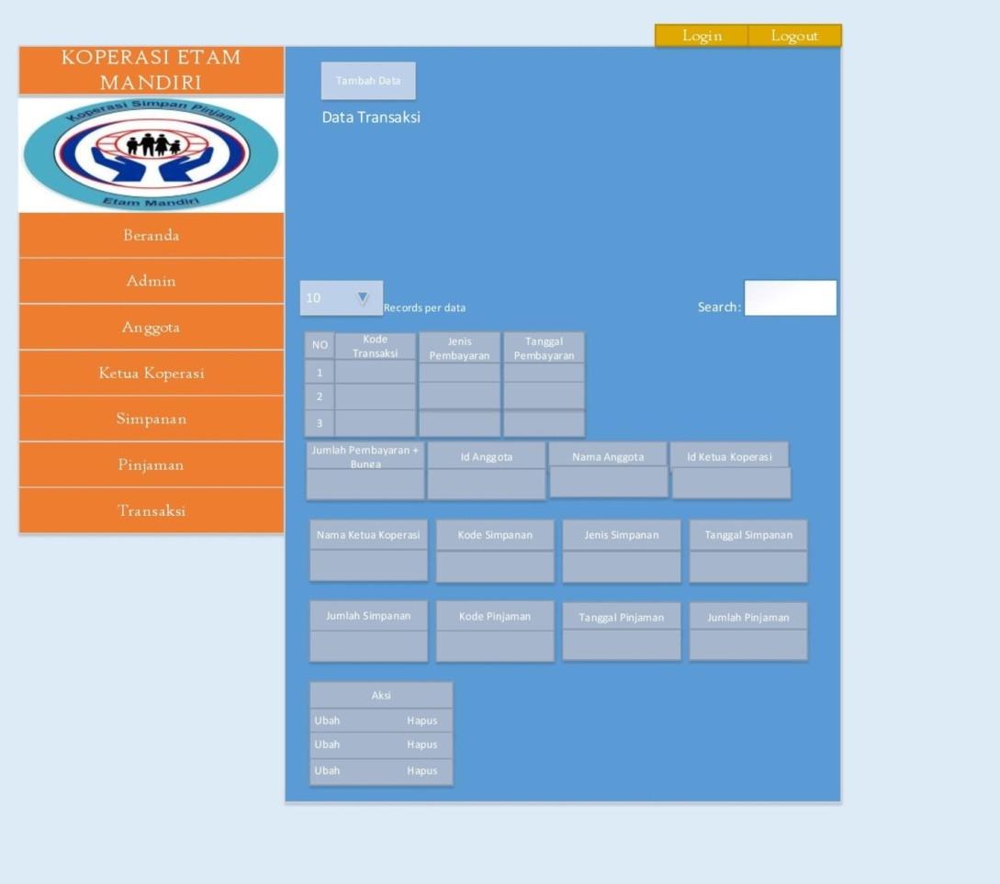 Login Logout
KOPERASI ETAM
MANDIRI
Koperasi Simpan Pinjam
Etam Mandiri
Beranda
Admin
Anggota
Ketua Koperasi
Simpanan
Pinjaman
Transaksi
Tambah Data
Data Transaksi
10 Records per data Search:
NO Kode Transaksi Jenis Pembayaran Tanggal Pembayaran
1
2
3
Jumlah Pembayaran + Bunga Id Anggota Nama Anggota Id Ketua Koperasi
Nama Ketua Koperasi Kode Simpanan Jenis Simpanan Tanggal Simpanan
Jumlah Simpanan Kode Pinjaman Tanggal Pinjaman Jumlah Pinjaman
Aksi
Ubah Hapus
Ubah Hapus
Ubah Hapus